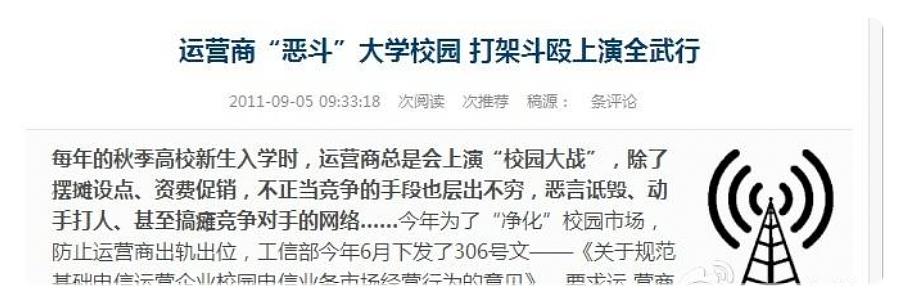 运营商“恶斗”大学校园 打架斗殴上演全武行
2011-09-05 09:33:18 次阅读 次推荐 稿源： 条评论
每年的秋季高校新生入学时，运营商总是会上演“校园大战”，除了
摆摊设点、资费促销，不正当竞争的手段也层出不穷，恶言诋毁、动
手打人、甚至搞瘫竞争对手的网络......今年为了“净化”校园市场，
防止运营商出轨出位，工信部今年6月下发了306号文——《关于规范
基础电信运营企业校园电信业务市场经营行为的意见》，要求运 营商